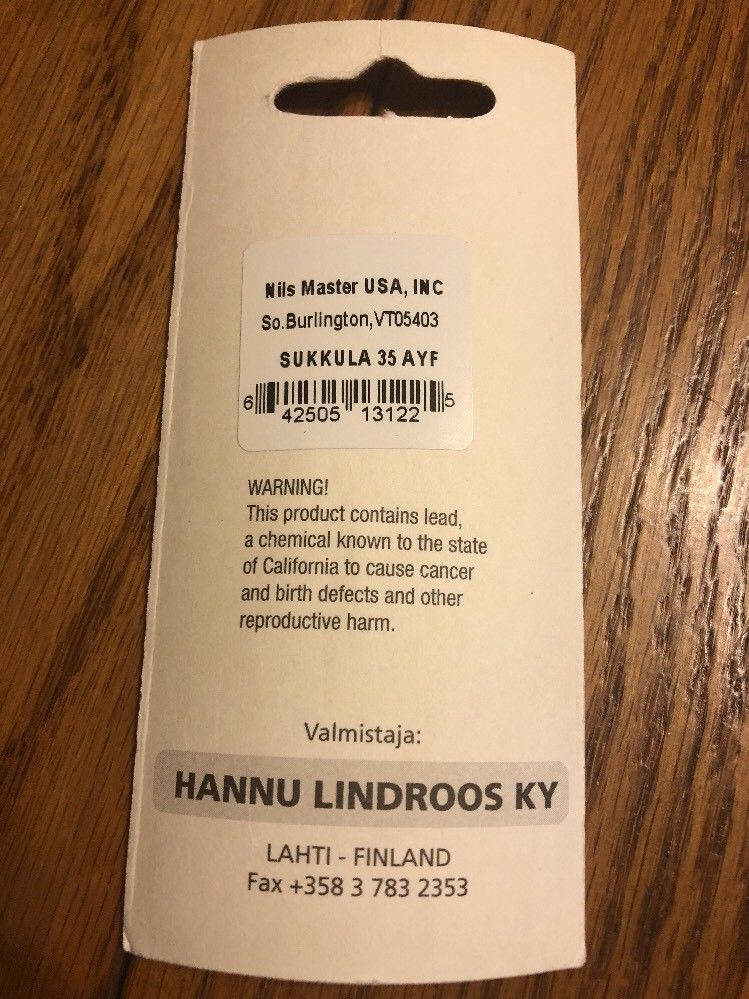 Nils Master USA, INC
So.Burlington,VT05403
SUKKULA 35 AYF
6 42505 13122 5
WARNING!
This product contains lead,
a chemical known to the state
of California to cause cancer
and birth defects and other
reproductive harm.
Valmistaja:
HANNU LINDROOS KY
LAHTI - FINLAND
Fax +358 3 783 2353